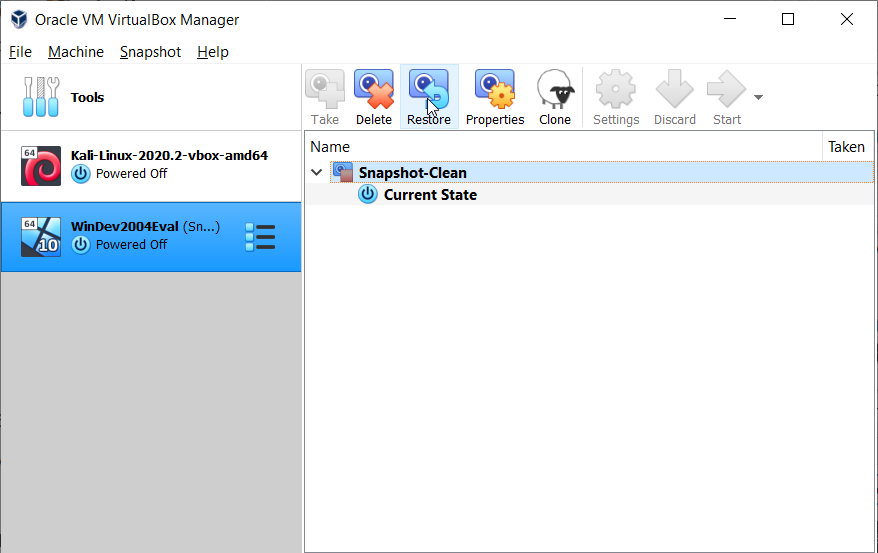 Oracle VM VirtualBox Manager
File Machine Snapshot Help
Tools
Take Delete Restore Properties Clone Settings Discard Start
Name Taken
64 Kali-Linux-2020.2-vbox-amd64
Powered Off
Snapshot-Clean
Current State
64 10 WinDev2004Eval (Sn...)
Powered Off